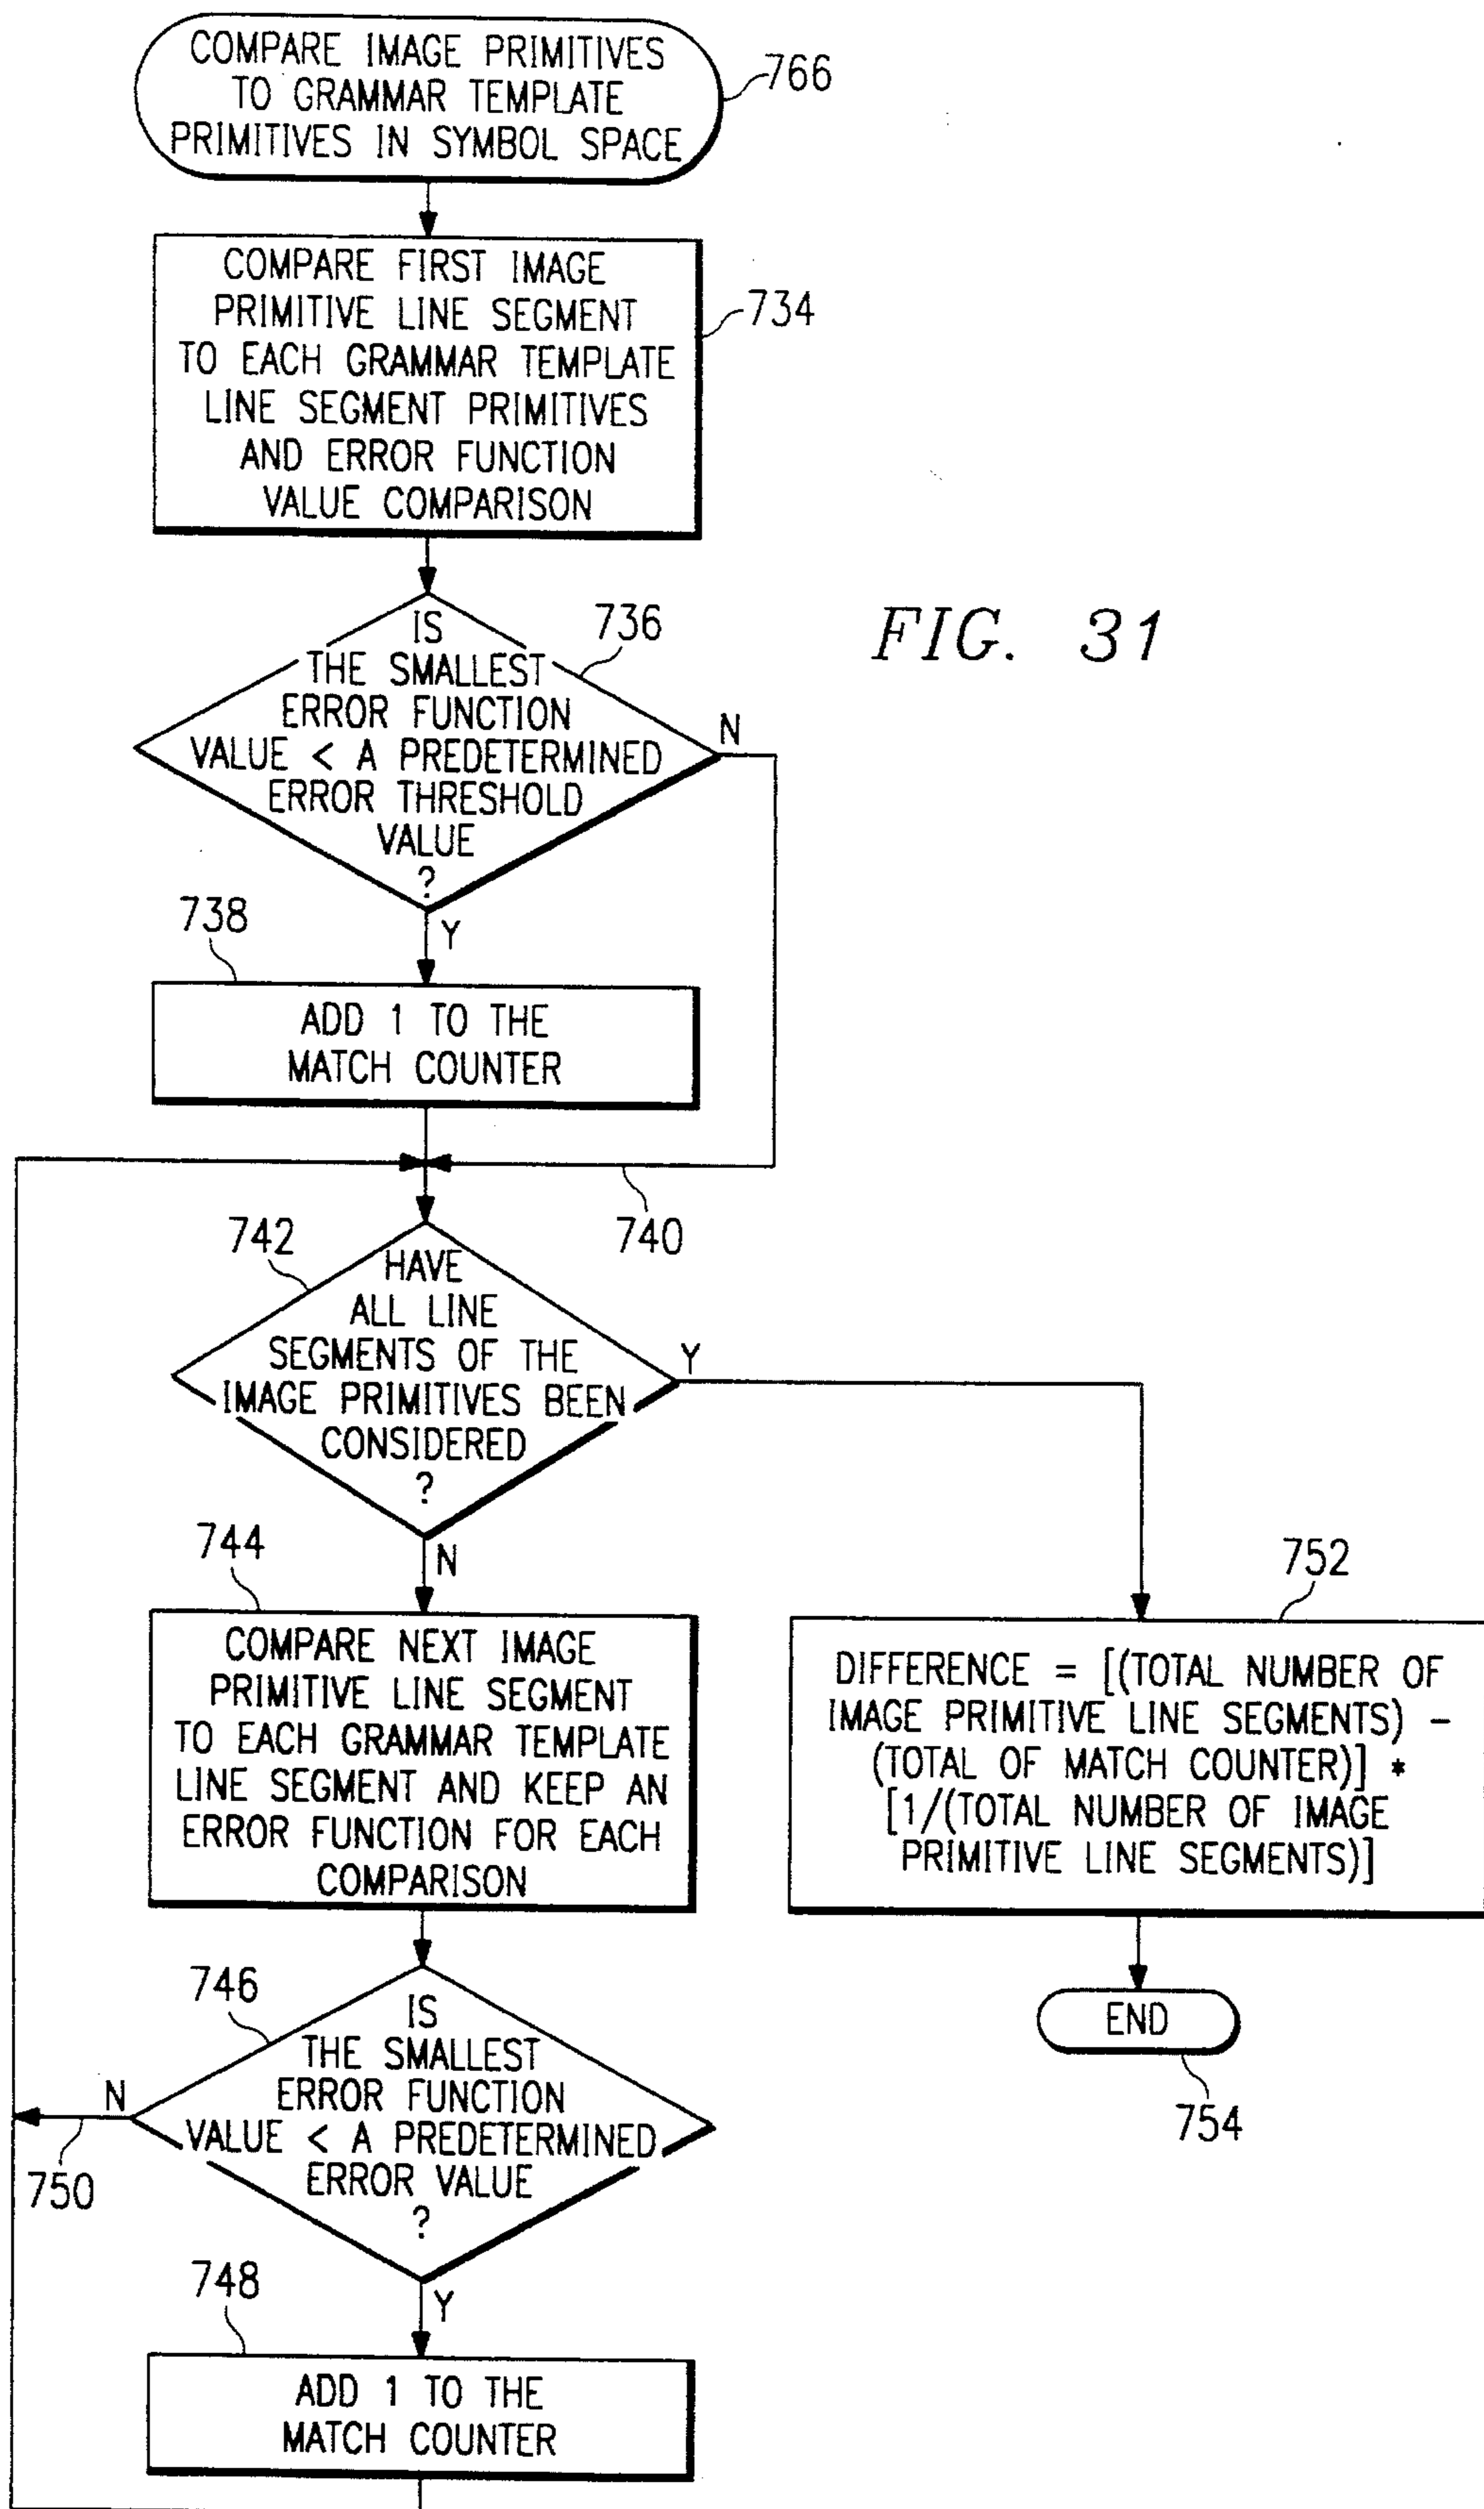 COMPARE IMAGE PRIMITIVES
TO GRAMMAR TEMPLATE
PRIMITIVES IN SYMBOL SPACE
766
COMPARE FIRST IMAGE
PRIMITIVE LINE SEGMENT
TO EACH GRAMMAR TEMPLATE
LINE SEGMENT PRIMITIVES
AND ERROR FUNCTION
VALUE COMPARISON
734
FIG. 31
IS
THE SMALLEST
ERROR FUNCTION
VALUE < A PREDETERMINED
ERROR THRESHOLD
VALUE
?
736
N
Y
738
ADD 1 TO THE
MATCH COUNTER
740
742
HAVE
ALL LINE
SEGMENTS OF THE
IMAGE PRIMITIVES BEEN
CONSIDERED
?
Y
N
744
COMPARE NEXT IMAGE
PRIMITIVE LINE SEGMENT
TO EACH GRAMMAR TEMPLATE
LINE SEGMENT AND KEEP AN
ERROR FUNCTION FOR EACH
COMPARISON
752
DIFFERENCE = [(TOTAL NUMBER OF
IMAGE PRIMITIVE LINE SEGMENTS) -
(TOTAL OF MATCH COUNTER)] *
[1/(TOTAL NUMBER OF IMAGE
PRIMITIVE LINE SEGMENTS)]
END
754
746
IS
THE SMALLEST
ERROR FUNCTION
VALUE < A PREDETERMINED
ERROR VALUE
?
N
750
Y
748
ADD 1 TO THE
MATCH COUNTER